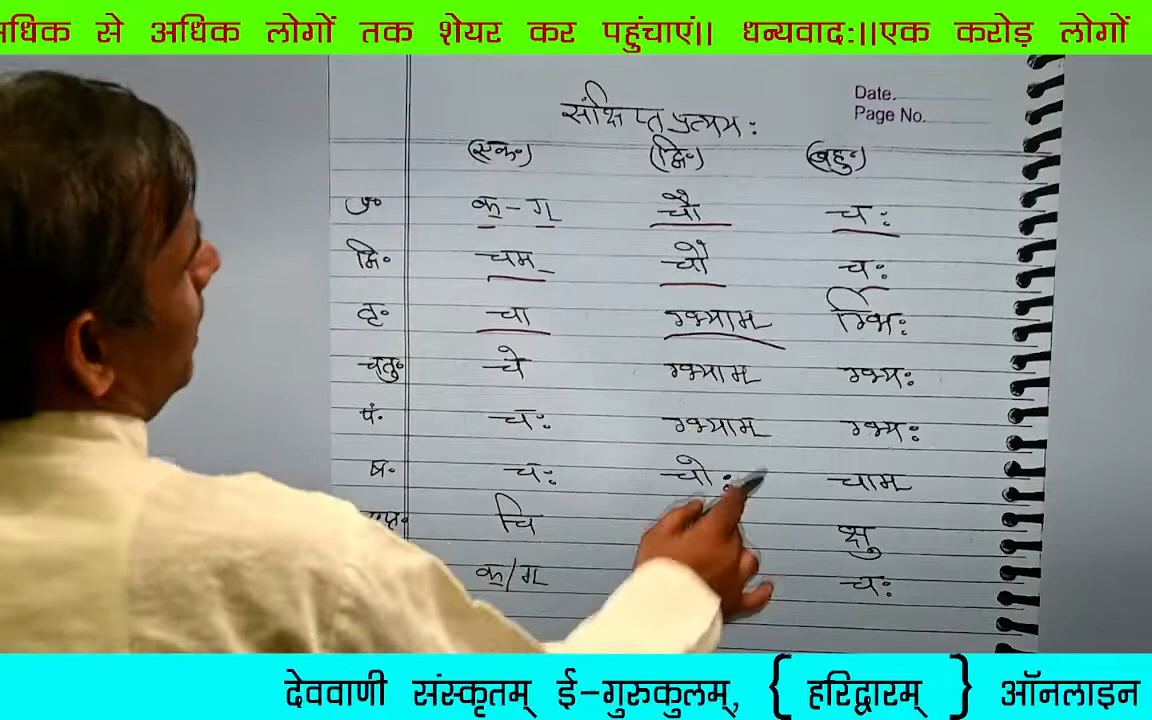 अधिक से अधिक लोगों तक शेयर कर पहुंचाएं॥ धन्यवादः॥एक करोड़ लोगों
Date.
Page No.
संक्षिप्त प्रत्ययः
(एकः) (द्विः) (बहुः)
प्र॰ क् - ग् चौ चः
द्वि॰ चम् चौ चः
तृ॰ चा ग्भ्याम् ग्भिः
चतुः चे ग्भ्याम् ग्भ्यः
पं॰ चः ग्भ्याम् ग्भ्यः
ष॰ चः चोः चाम्
चि क्षु
क्/ग् चः
देववाणी संस्कृतम् ई-गुरुकुलम्, { हरिद्वारम् } ऑनलाइन